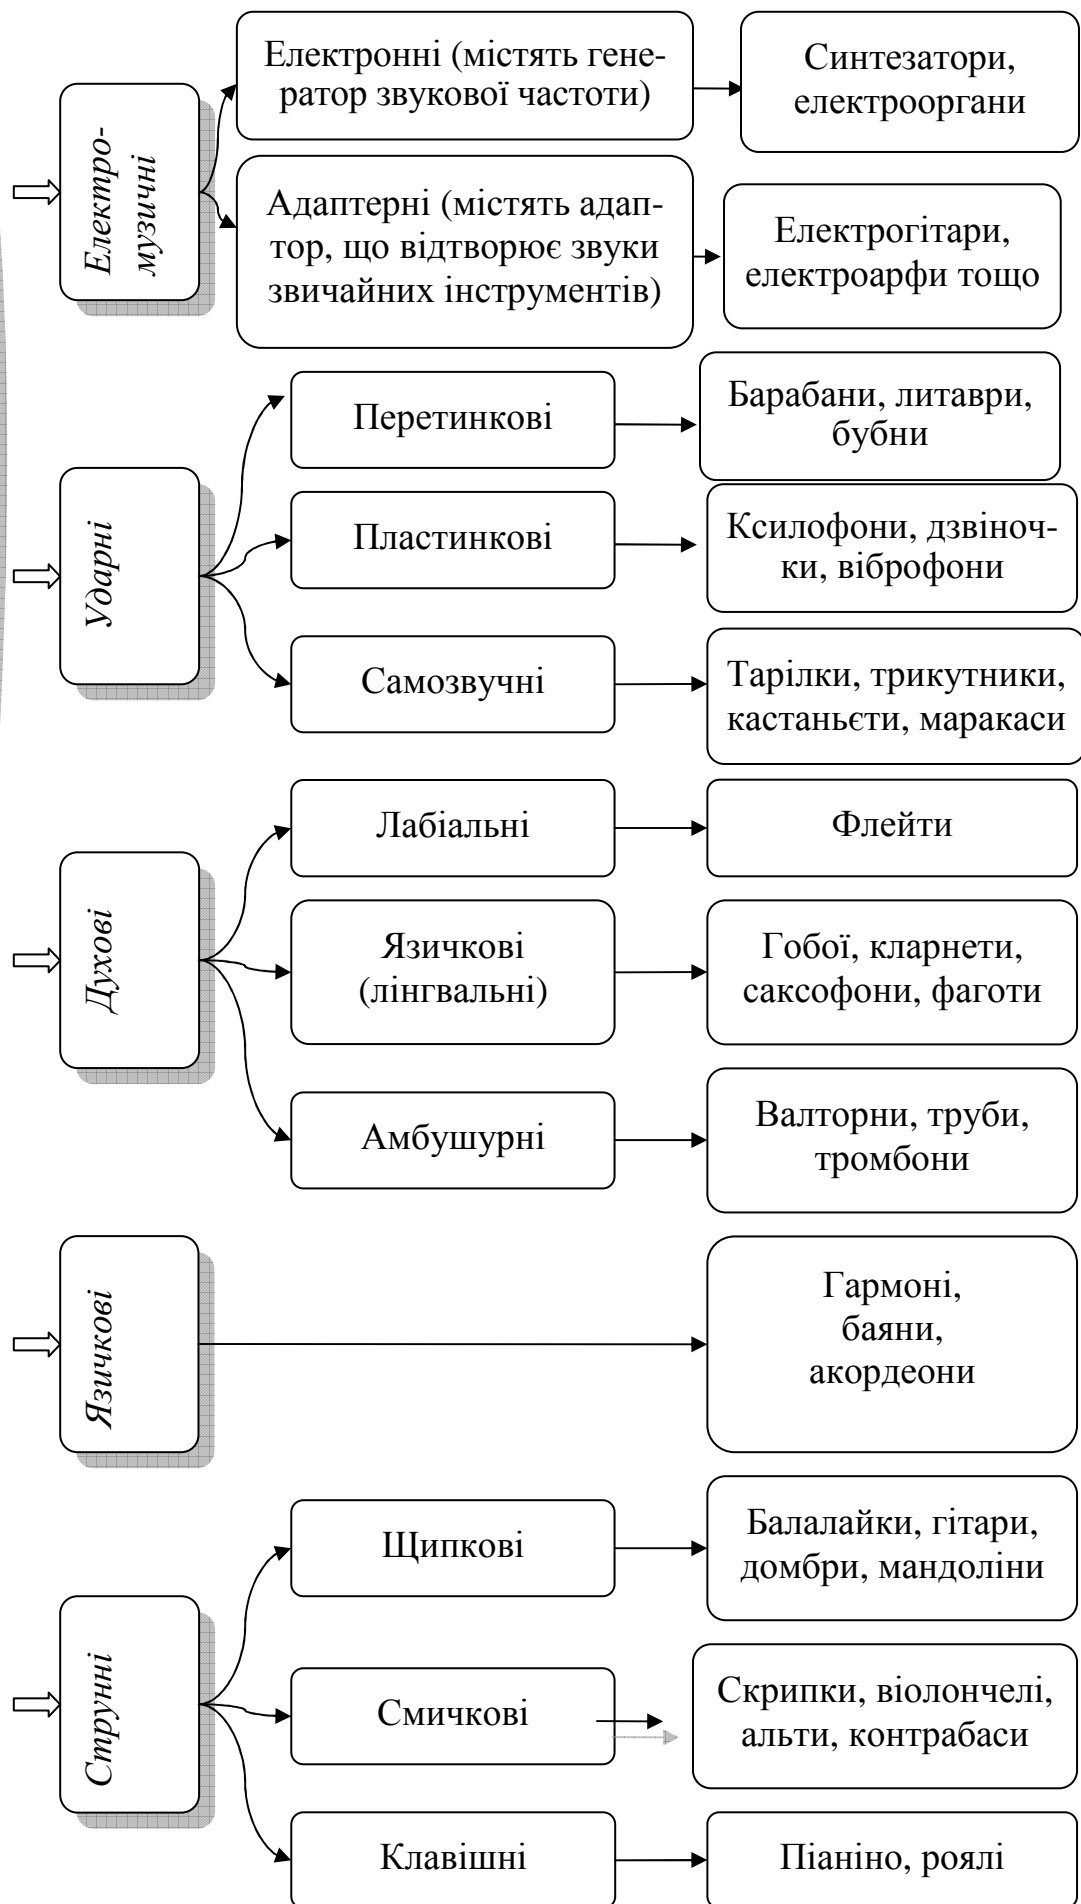 Електро-
музичні
Електронні (містять гене-
ратор звукової частоти)
Синтезатори,
електрооргани
Адаптерні (містять адап-
тор, що відтворює звуки
звичайних інструментів)
Електрогітари,
електроарфи тощо
Ударні
Перетинкові
Барабани, литаври,
бубни
Пластинкові
Ксилофони, дзвіноч-
ки, віброфони
Самозвучні
Тарілки, трикутники,
кастаньєти, маракаси
Духові
Лабіальні
Флейти
Язичкові
(лінгвальні)
Гобої, кларнети,
саксофони, фаготи
Амбушурні
Валторни, труби,
тромбони
Язичкові
Гармоні,
баяни,
акордеони
Струнні
Щипкові
Балалайки, гітари,
домбри, мандоліни
Смичкові
Скрипки, віолончелі,
альти, контрабаси
Клавішні
Піаніно, роялі